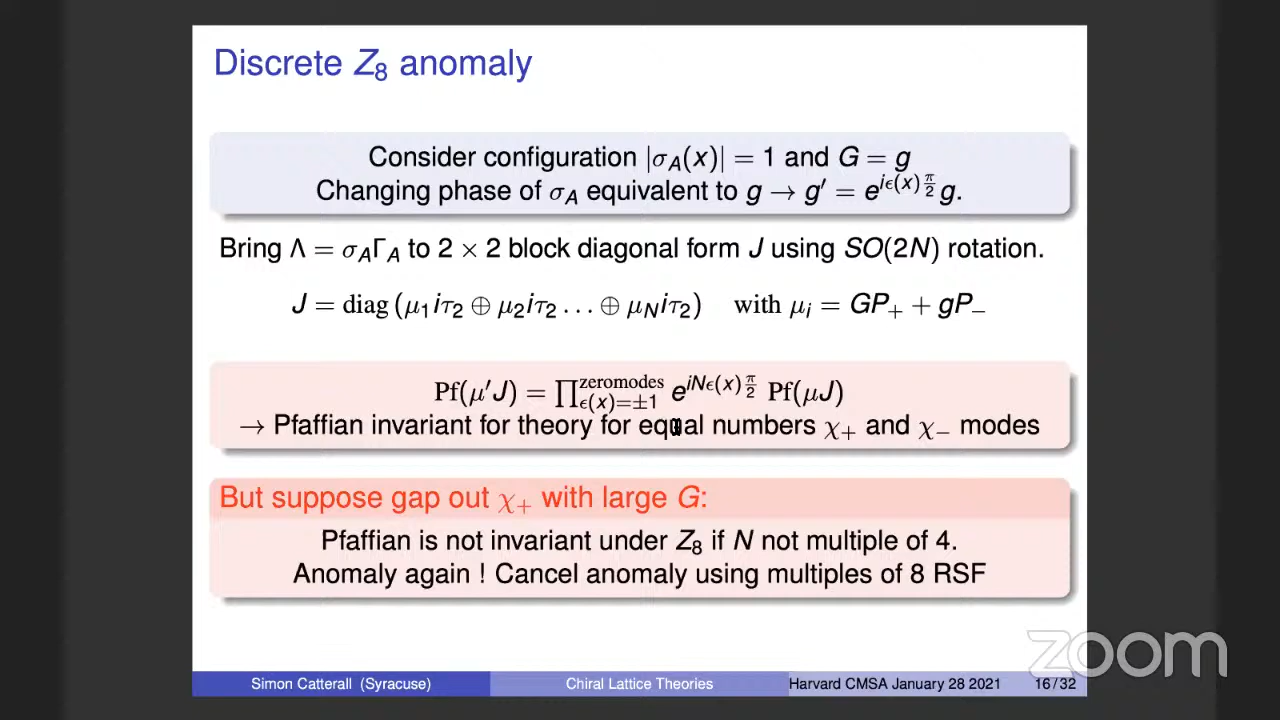 Discrete Z₈ anomaly
Consider configuration |σ_A(x)| = 1 and G = g
Changing phase of σ_A equivalent to g → g′ = e^{iε(x)π/2} g.
Bring Λ = σ_AΓ_A to 2 × 2 block diagonal form J using SO(2N) rotation.
J = diag (μ₁iτ₂ ⊕ μ₂iτ₂ … ⊕ μ_Niτ₂) with μ_i = GP₊ + gP₋
Pf(μ′J) = ∏_{ε(x)=±1}^{zeromodes} e^{iNε(x)π/2} Pf(μJ)
→ Pfaffian invariant for theory for equal numbers χ₊ and χ₋ modes
But suppose gap out χ₊ with large G:
Pfaffian is not invariant under Z₈ if N not multiple of 4.
Anomaly again ! Cancel anomaly using multiples of 8 RSF
zoom
Simon Catterall (Syracuse) Chiral Lattice Theories Harvard CMSA January 28 2021 16/32